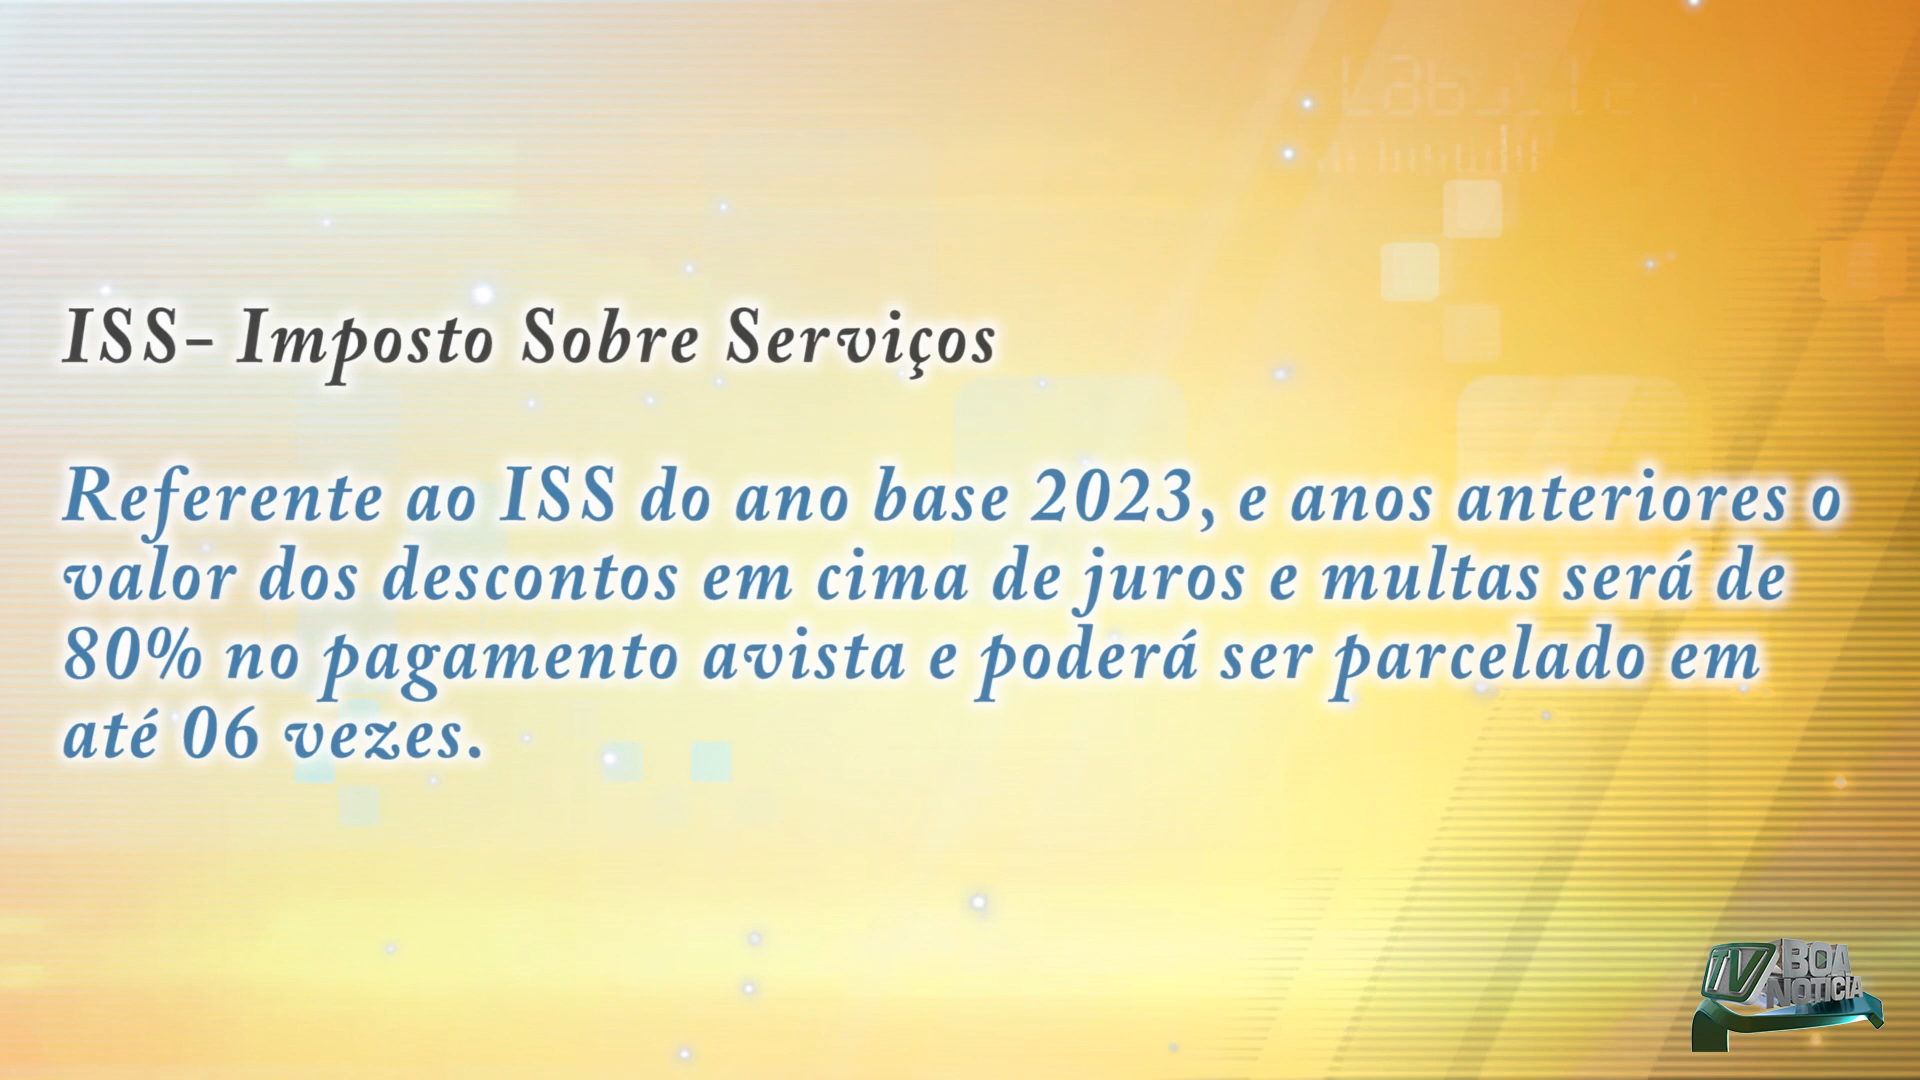 ISS- Imposto Sobre Serviços
Referente ao ISS do ano base 2023, e anos anteriores o
valor dos descontos em cima de juros e multas será de
80% no pagamento avista e poderá ser parcelado em
até 06 vezes.
TV BOA
NOTÍCIA